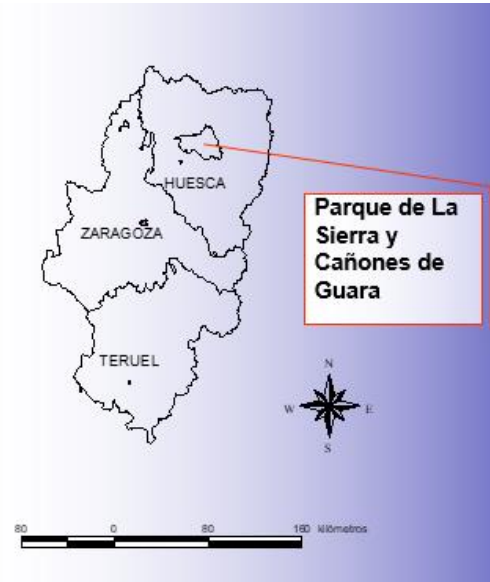 HUESCA
ZARAGOZA
TERUEL
Parque de La
Sierra y
Cañones de
Guara
N
W E
S
80 0 80 160 kilómetros